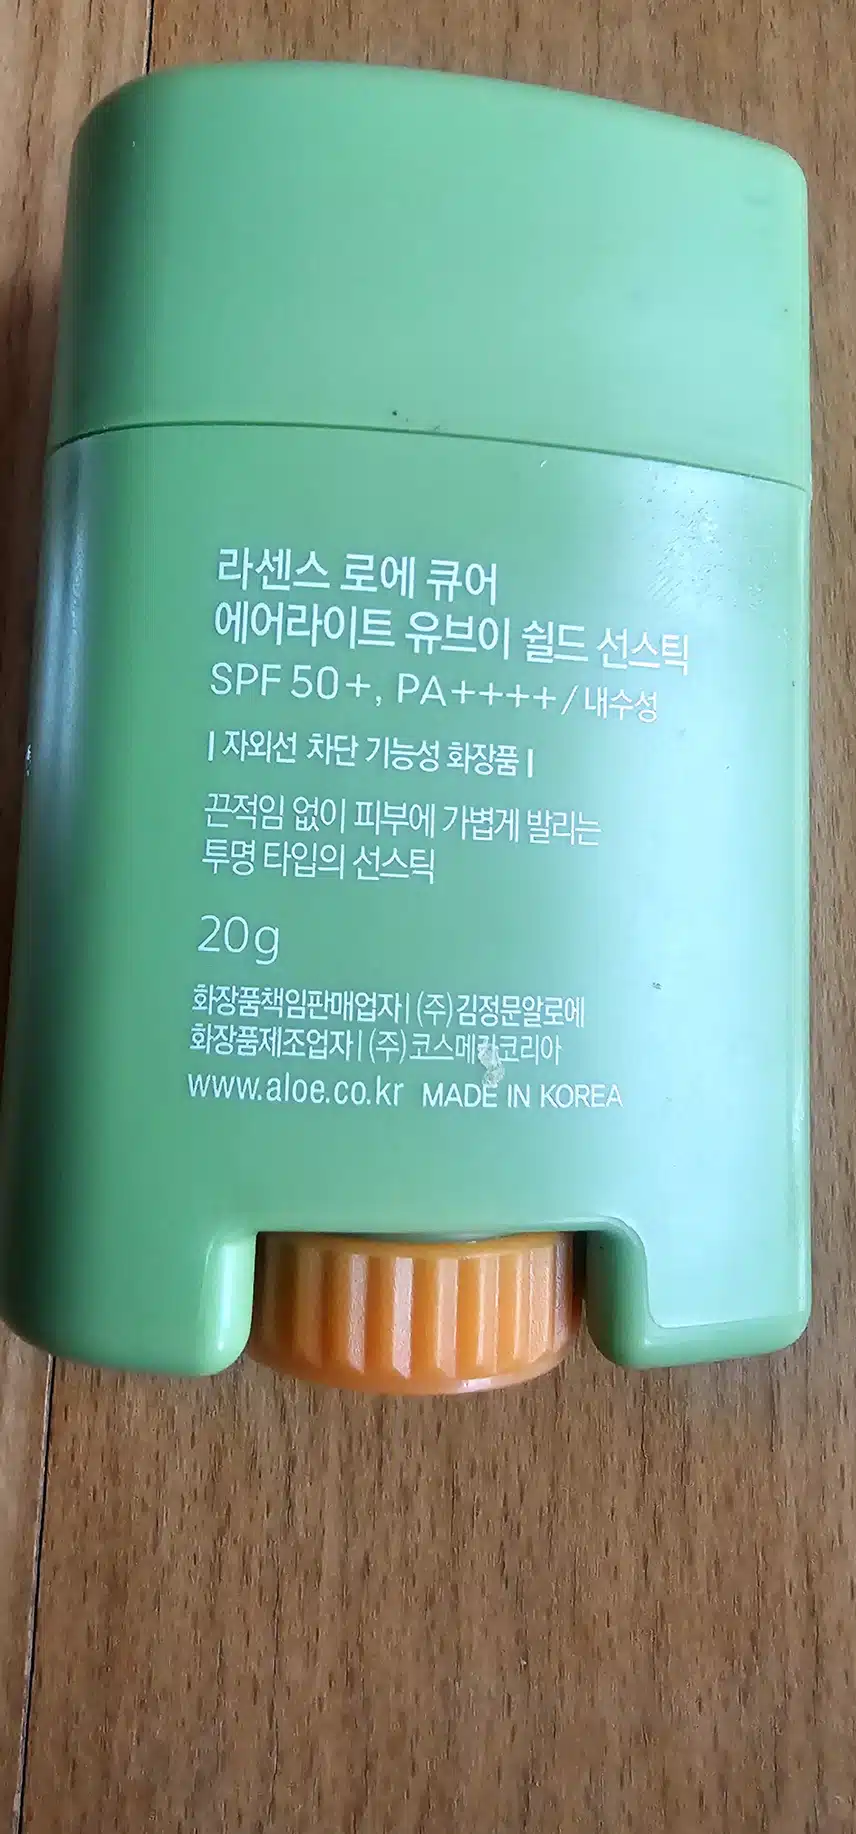 라센스 로에 큐어
에어라이트 유브이 쉴드 선스틱
SPF 50+, PA++++ / 내수성
| 자외선 차단 기능성 화장품 |
끈적임 없이 피부에 가볍게 발리는
투명 타입의 선스틱
20g
화장품책임판매업자| (주)김정문알로에
화장품제조업자| (주)코스메카코리아
www.aloe.co.kr MADE IN KOREA